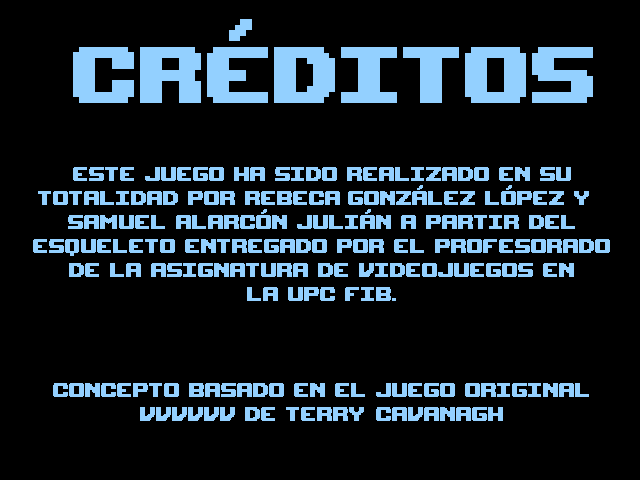 CRÉDITOS
ESTE JUEGO HA SIDO REALIZADO EN SU
TOTALIDAD POR REBECA GONZÁLEZ LÓPEZ Y
SAMUEL ALARCÓN JULIÁN A PARTIR DEL
ESQUELETO ENTREGADO POR EL PROFESORADO
DE LA ASIGNATURA DE VIDEOJUEGOS EN
LA UPC FIB.
CONCEPTO BASADO EN EL JUEGO ORIGINAL
VVVVVV DE TERRY CAVANAGH